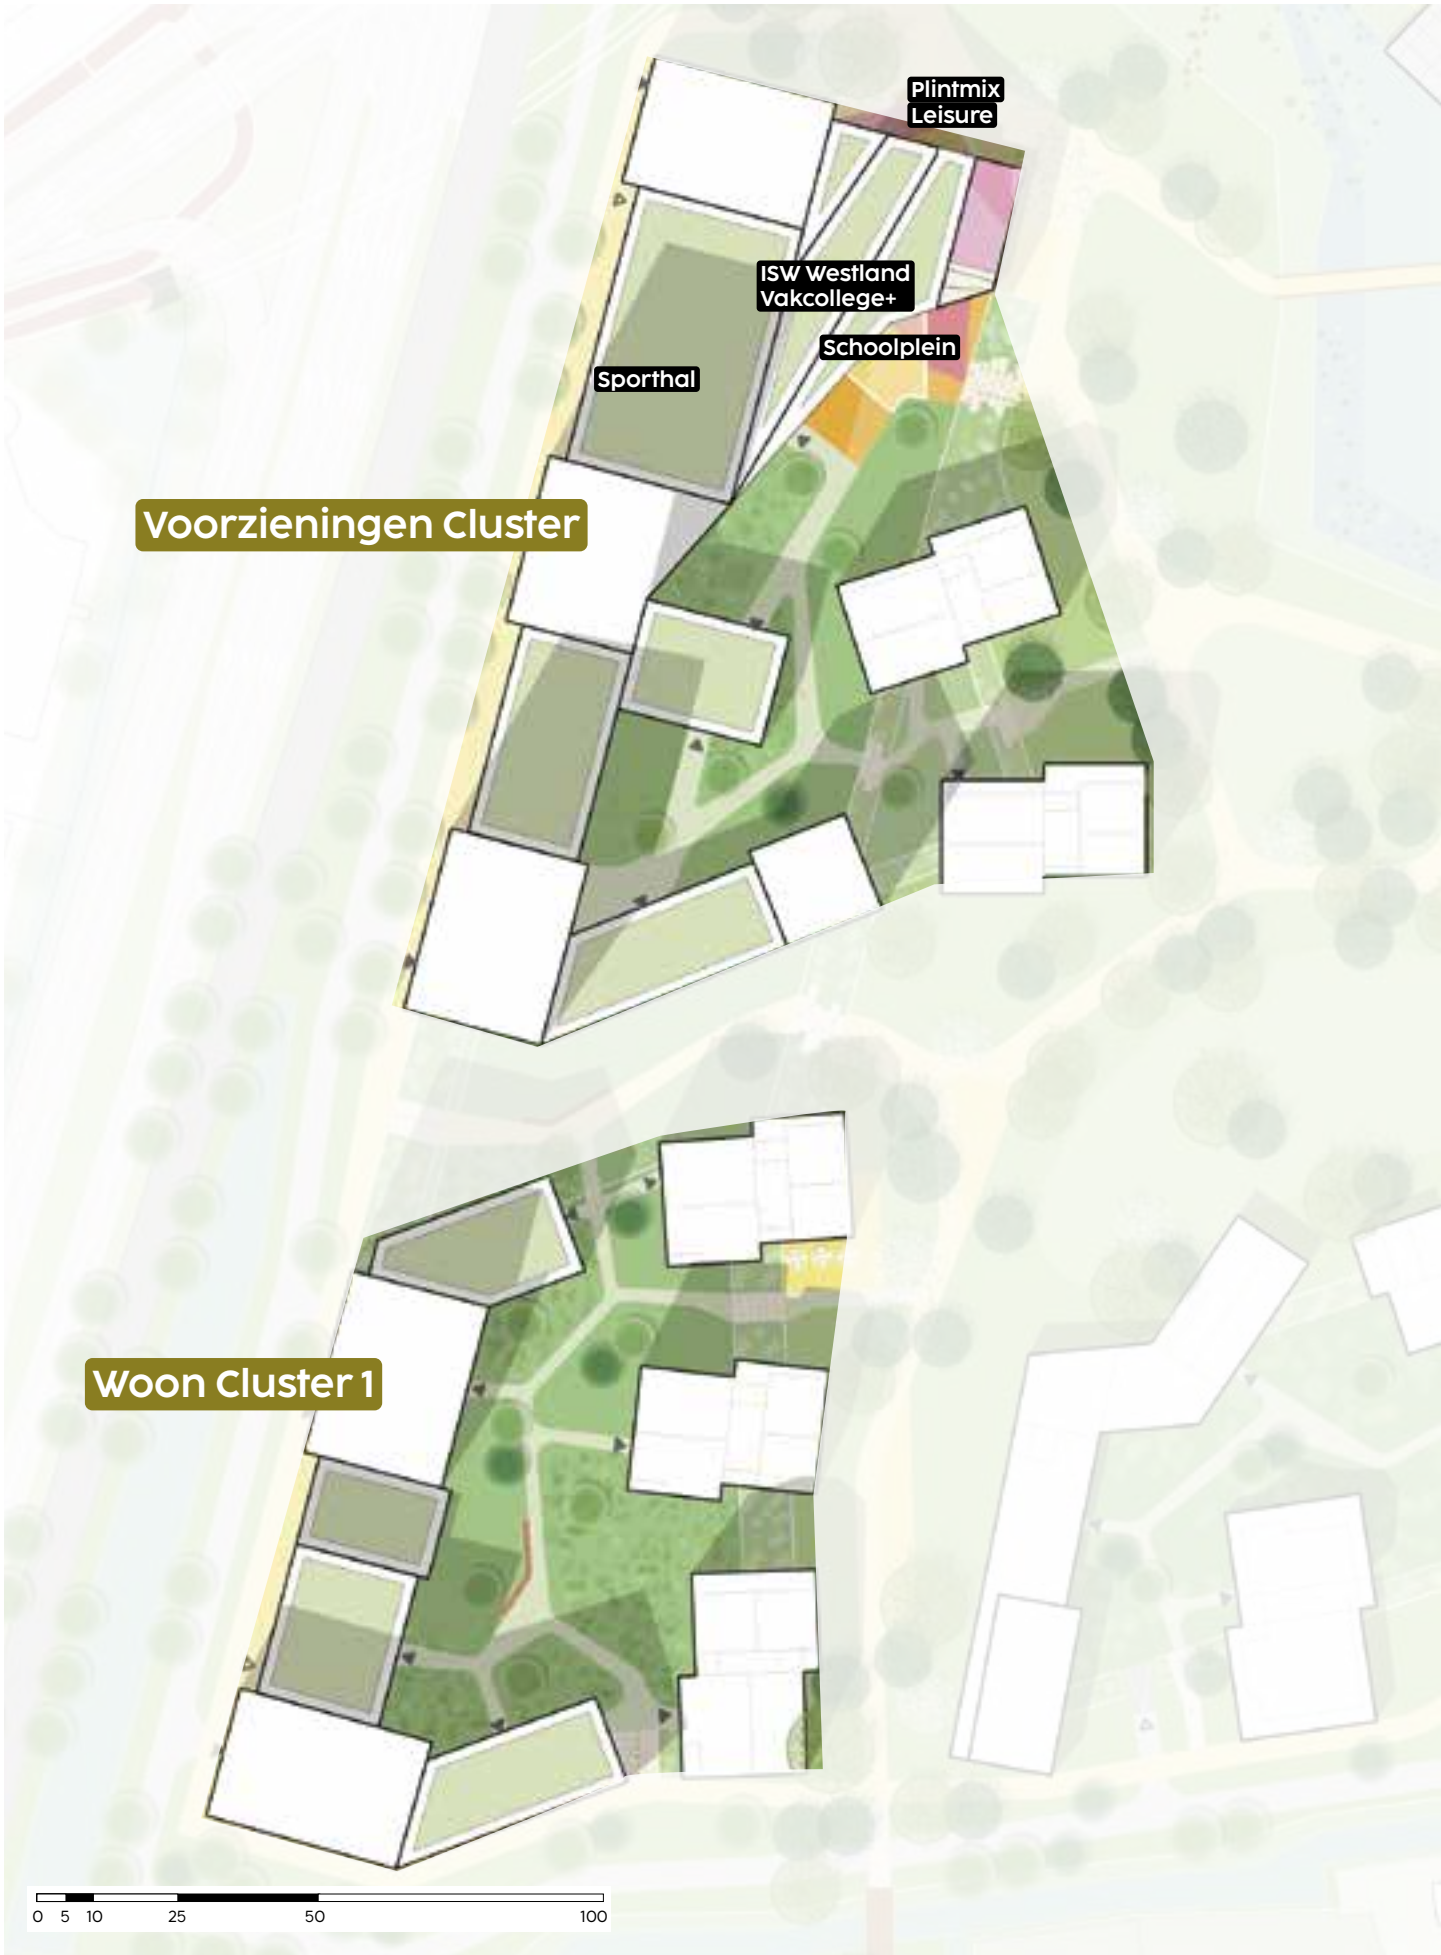 Plintmix
Leisure
ISW Westland
Vakcollege+
Schoolplein
Sporthal
Voorzieningen Cluster
Woon Cluster 1
0 5 10 25 50 100